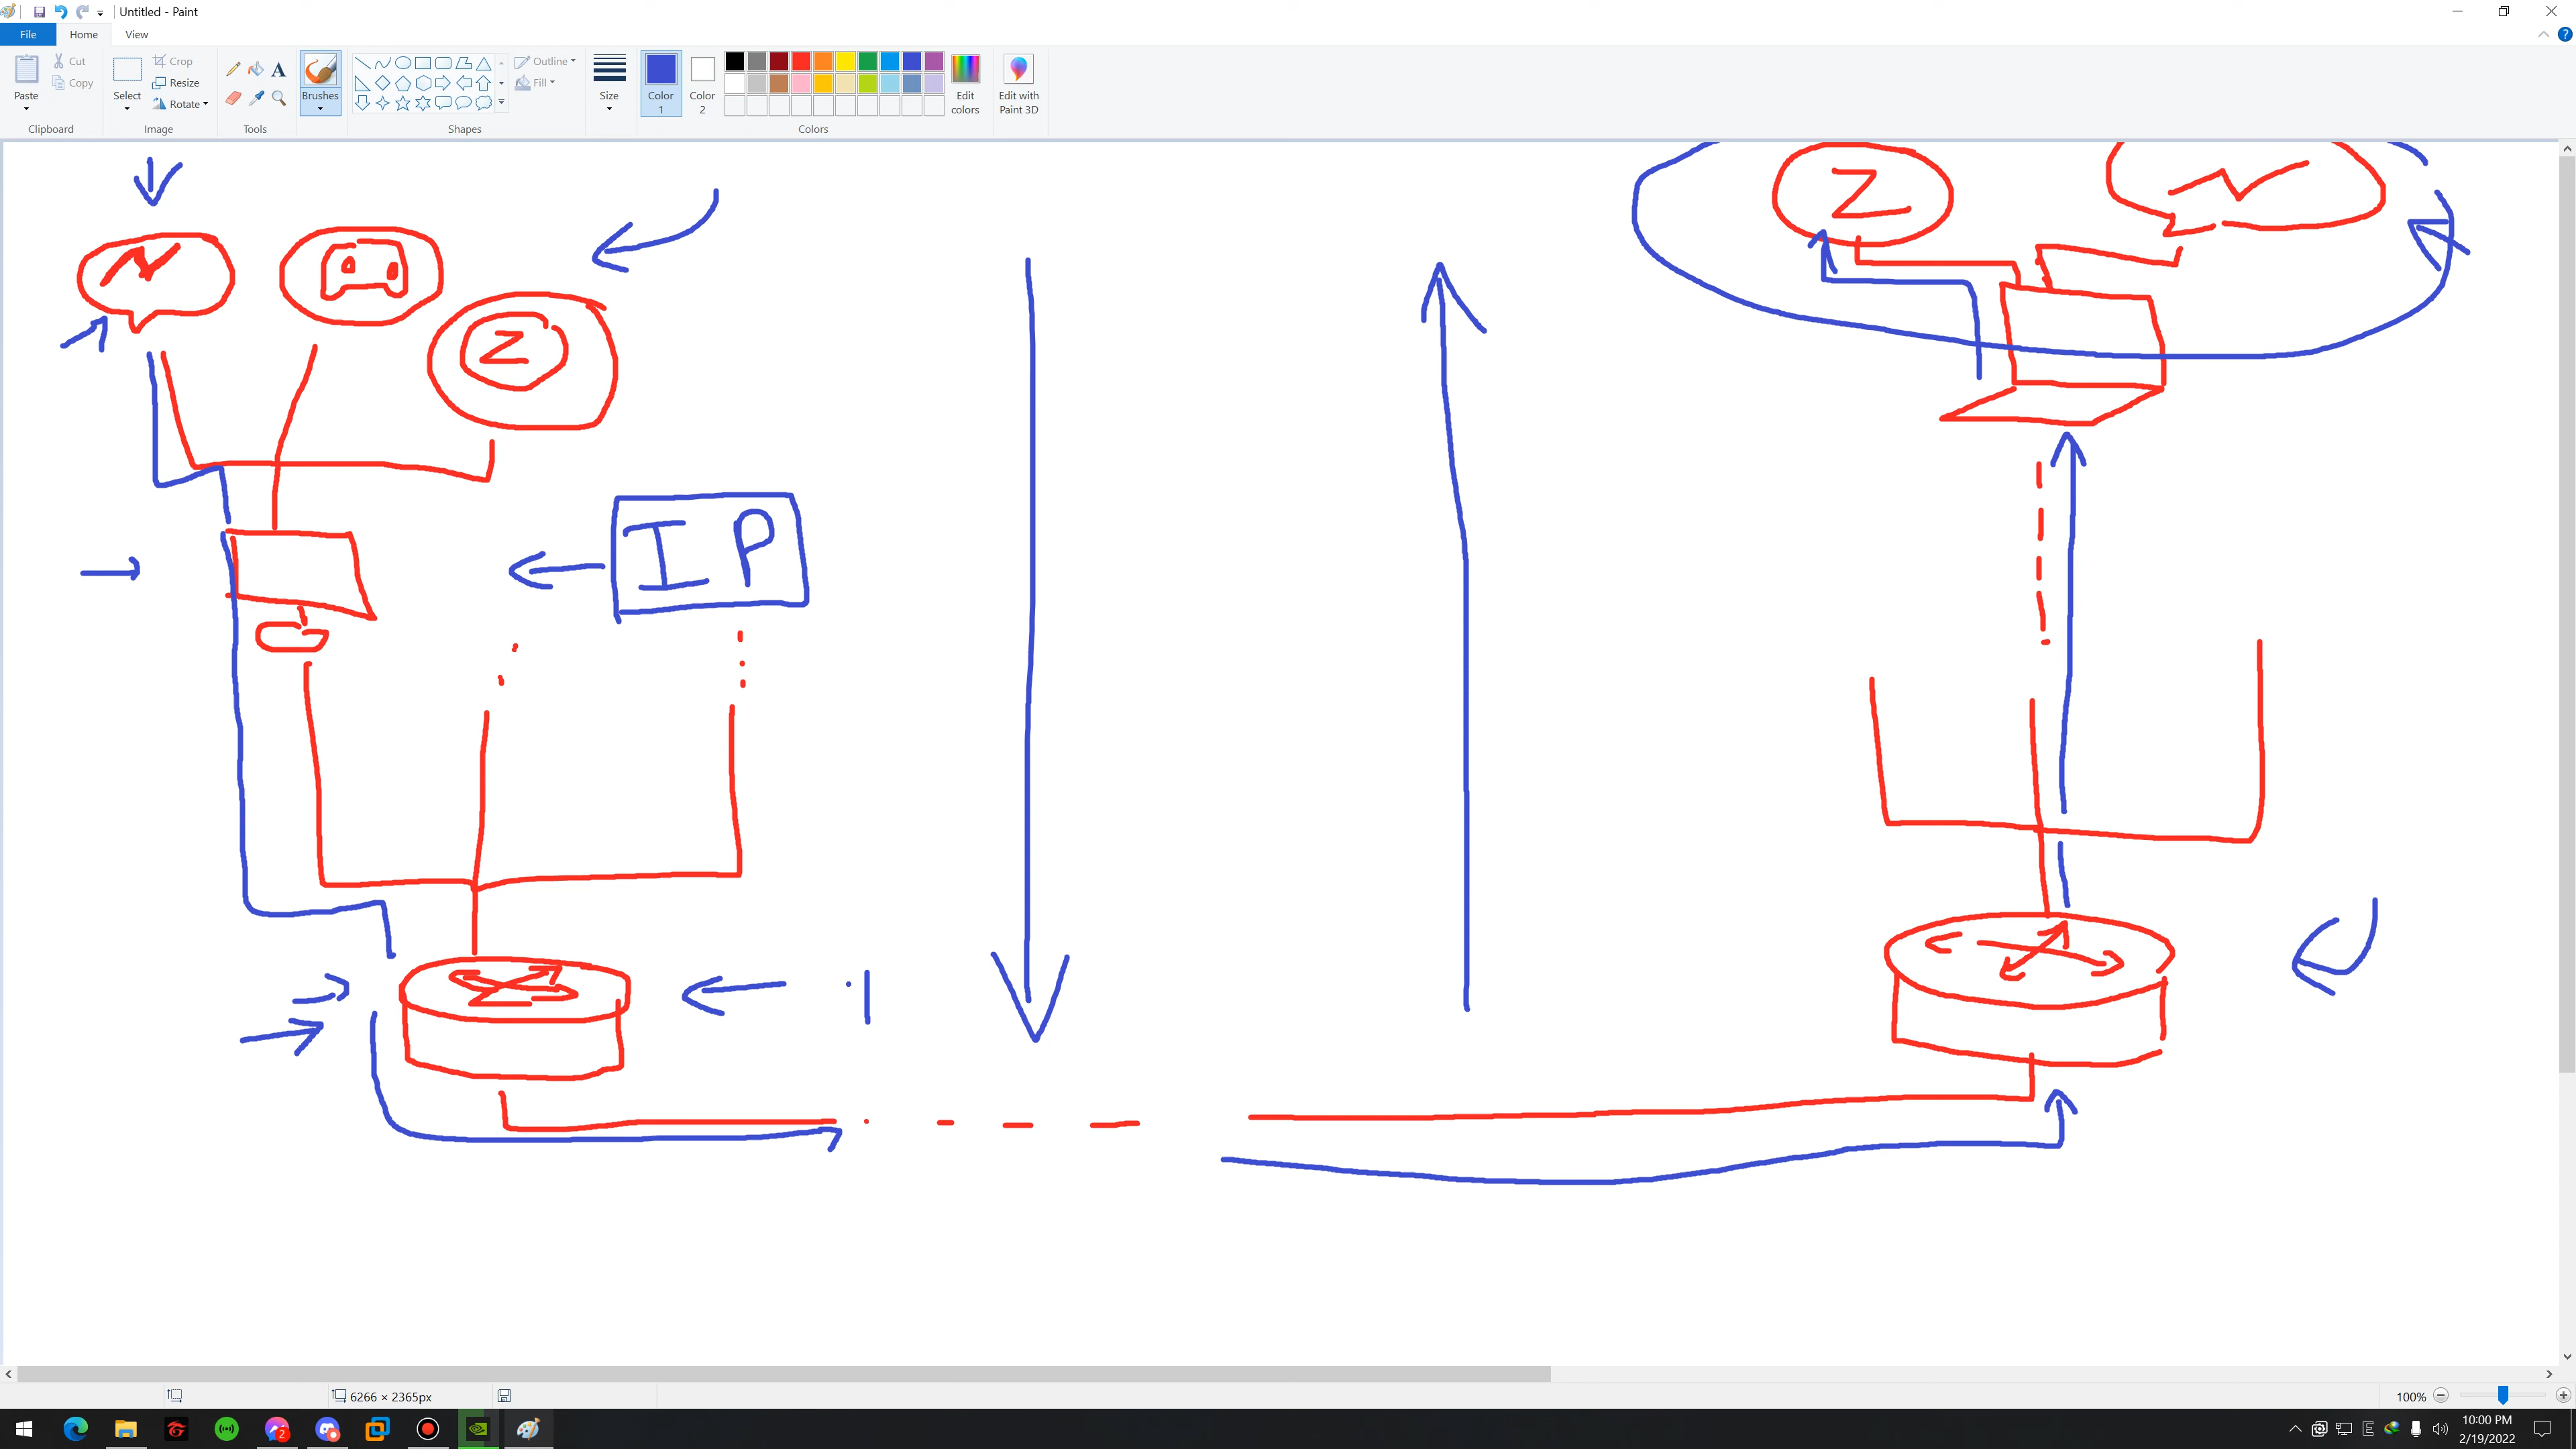 Untitled - Paint
File
Home
View
Paste
Cut
Copy
Clipboard
Select
Crop
Resize
Rotate
Image
A
Tools
Brushes
Shapes
Outline
Fill
Size
Color
1
Color
2
Edit
colors
Colors
Edit with
Paint 3D
Z
Z
I P
6266 × 2365px
100%
2
E
10:00 PM
2/19/2022